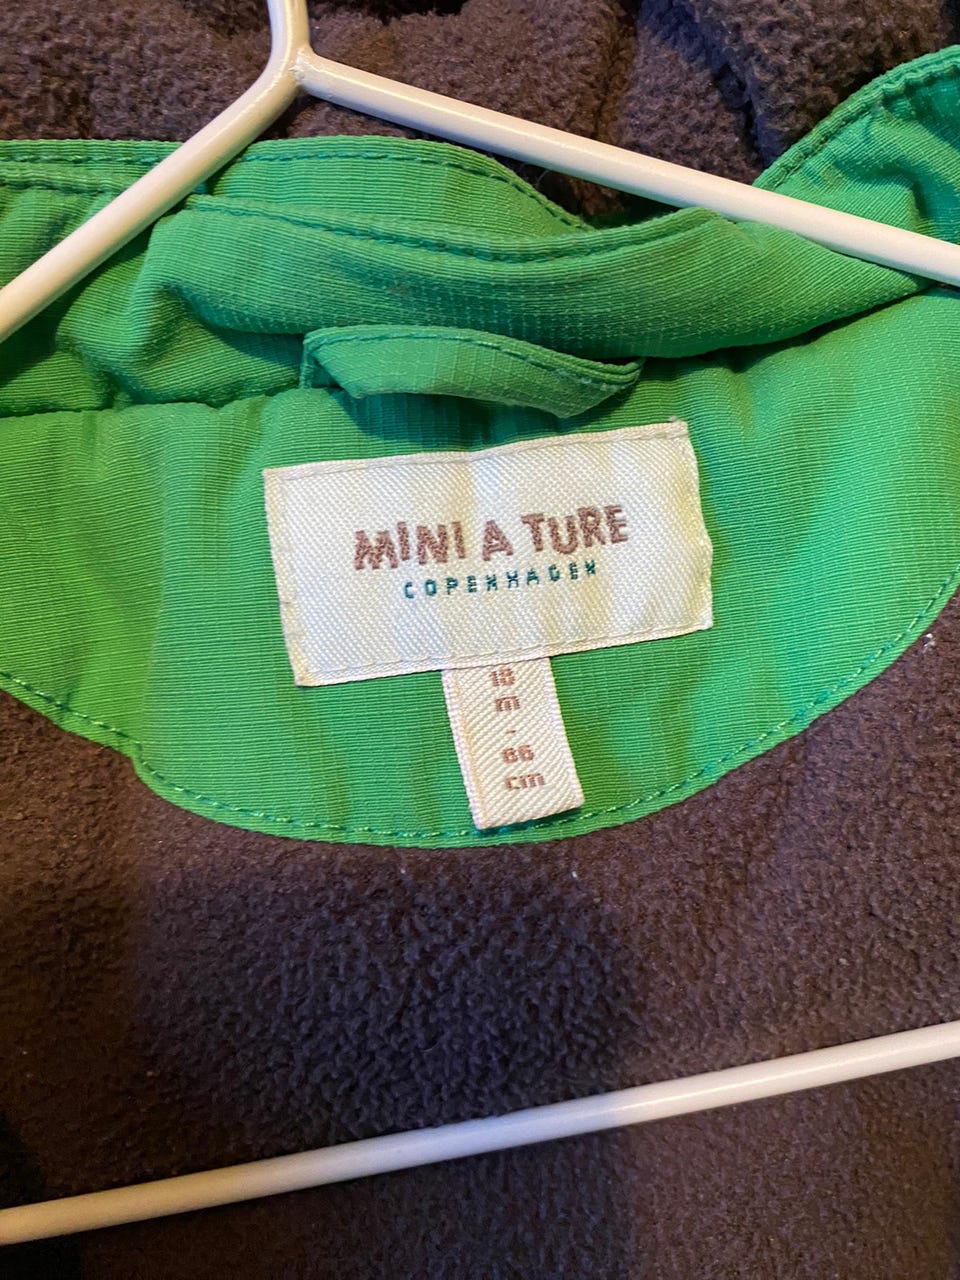 MINI A TURE
COPENHAGEN
18
m
-
86
cm